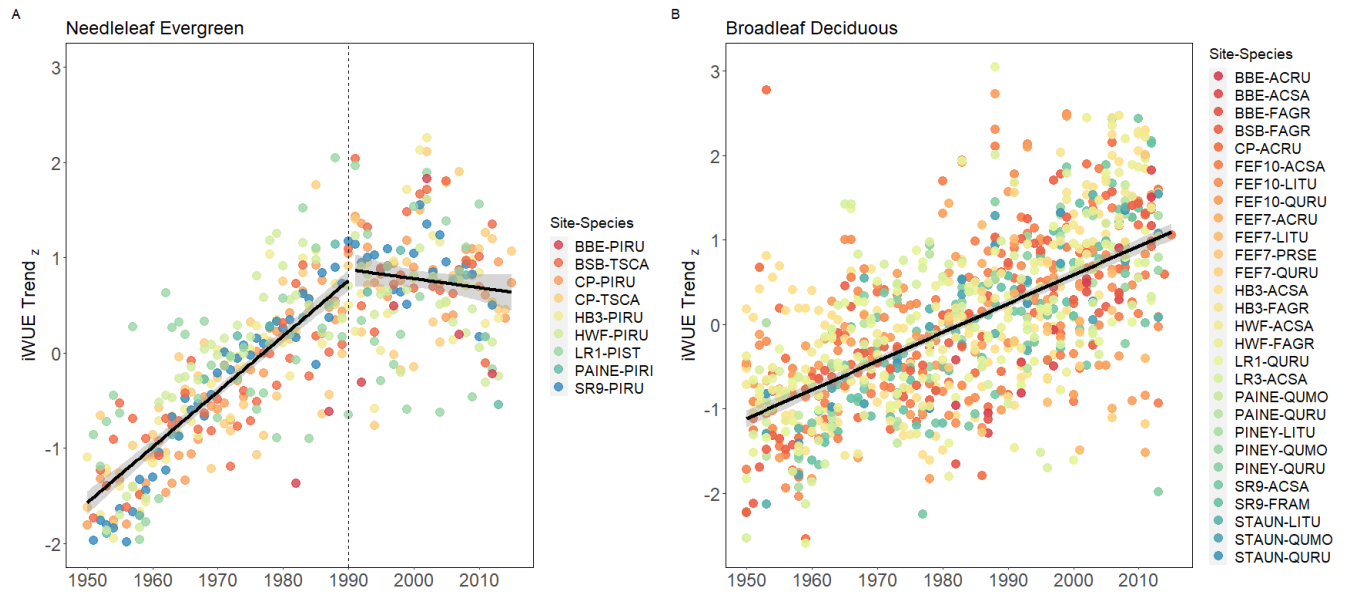 A
Needleleaf Evergreen
iWUE Trend z
3
2
1
0
-1
-2
1950 1960 1970 1980 1990 2000 2010
Site-Species
BBE-PIRU
BSB-TSCA
CP-PIRU
CP-TSCA
HB3-PIRU
HWF-PIRU
LR1-PIST
PAINE-PIRI
SR9-PIRU
B
Broadleaf Deciduous
iWUE Trend z
3
2
1
0
-1
-2
1950 1960 1970 1980 1990 2000 2010
Site-Species
BBE-ACRU
BBE-ACSA
BBE-FAGR
BSB-FAGR
CP-ACRU
FEF10-ACSA
FEF10-LITU
FEF10-QURU
FEF7-ACRU
FEF7-LITU
FEF7-PRSE
FEF7-QURU
HB3-ACSA
HB3-FAGR
HWF-ACSA
HWF-FAGR
LR1-QURU
LR3-ACSA
PAINE-QUMO
PAINE-QURU
PINEY-LITU
PINEY-QUMO
PINEY-QURU
SR9-ACSA
SR9-FRAM
STAUN-LITU
STAUN-QUMO
STAUN-QURU